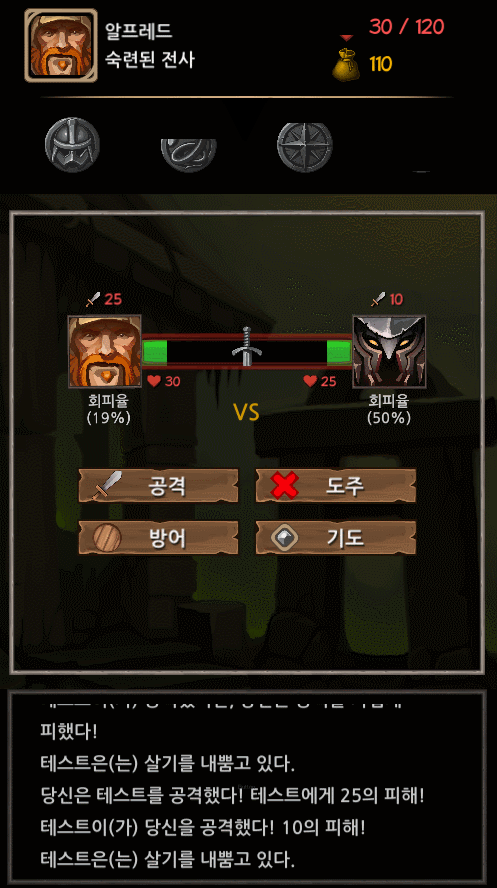 알프레드
30 / 120
숙련된 전사
110
25
10
30
25
회피율
(19%)
회피율
(50%)
VS
공격
도주
방어
기도
피했다!
테스트은(는) 살기를 내뿜고 있다.
당신은 테스트를 공격했다! 테스트에게 25의 피해!
테스트이(가) 당신을 공격했다! 10의 피해!
테스트은(는) 살기를 내뿜고 있다.